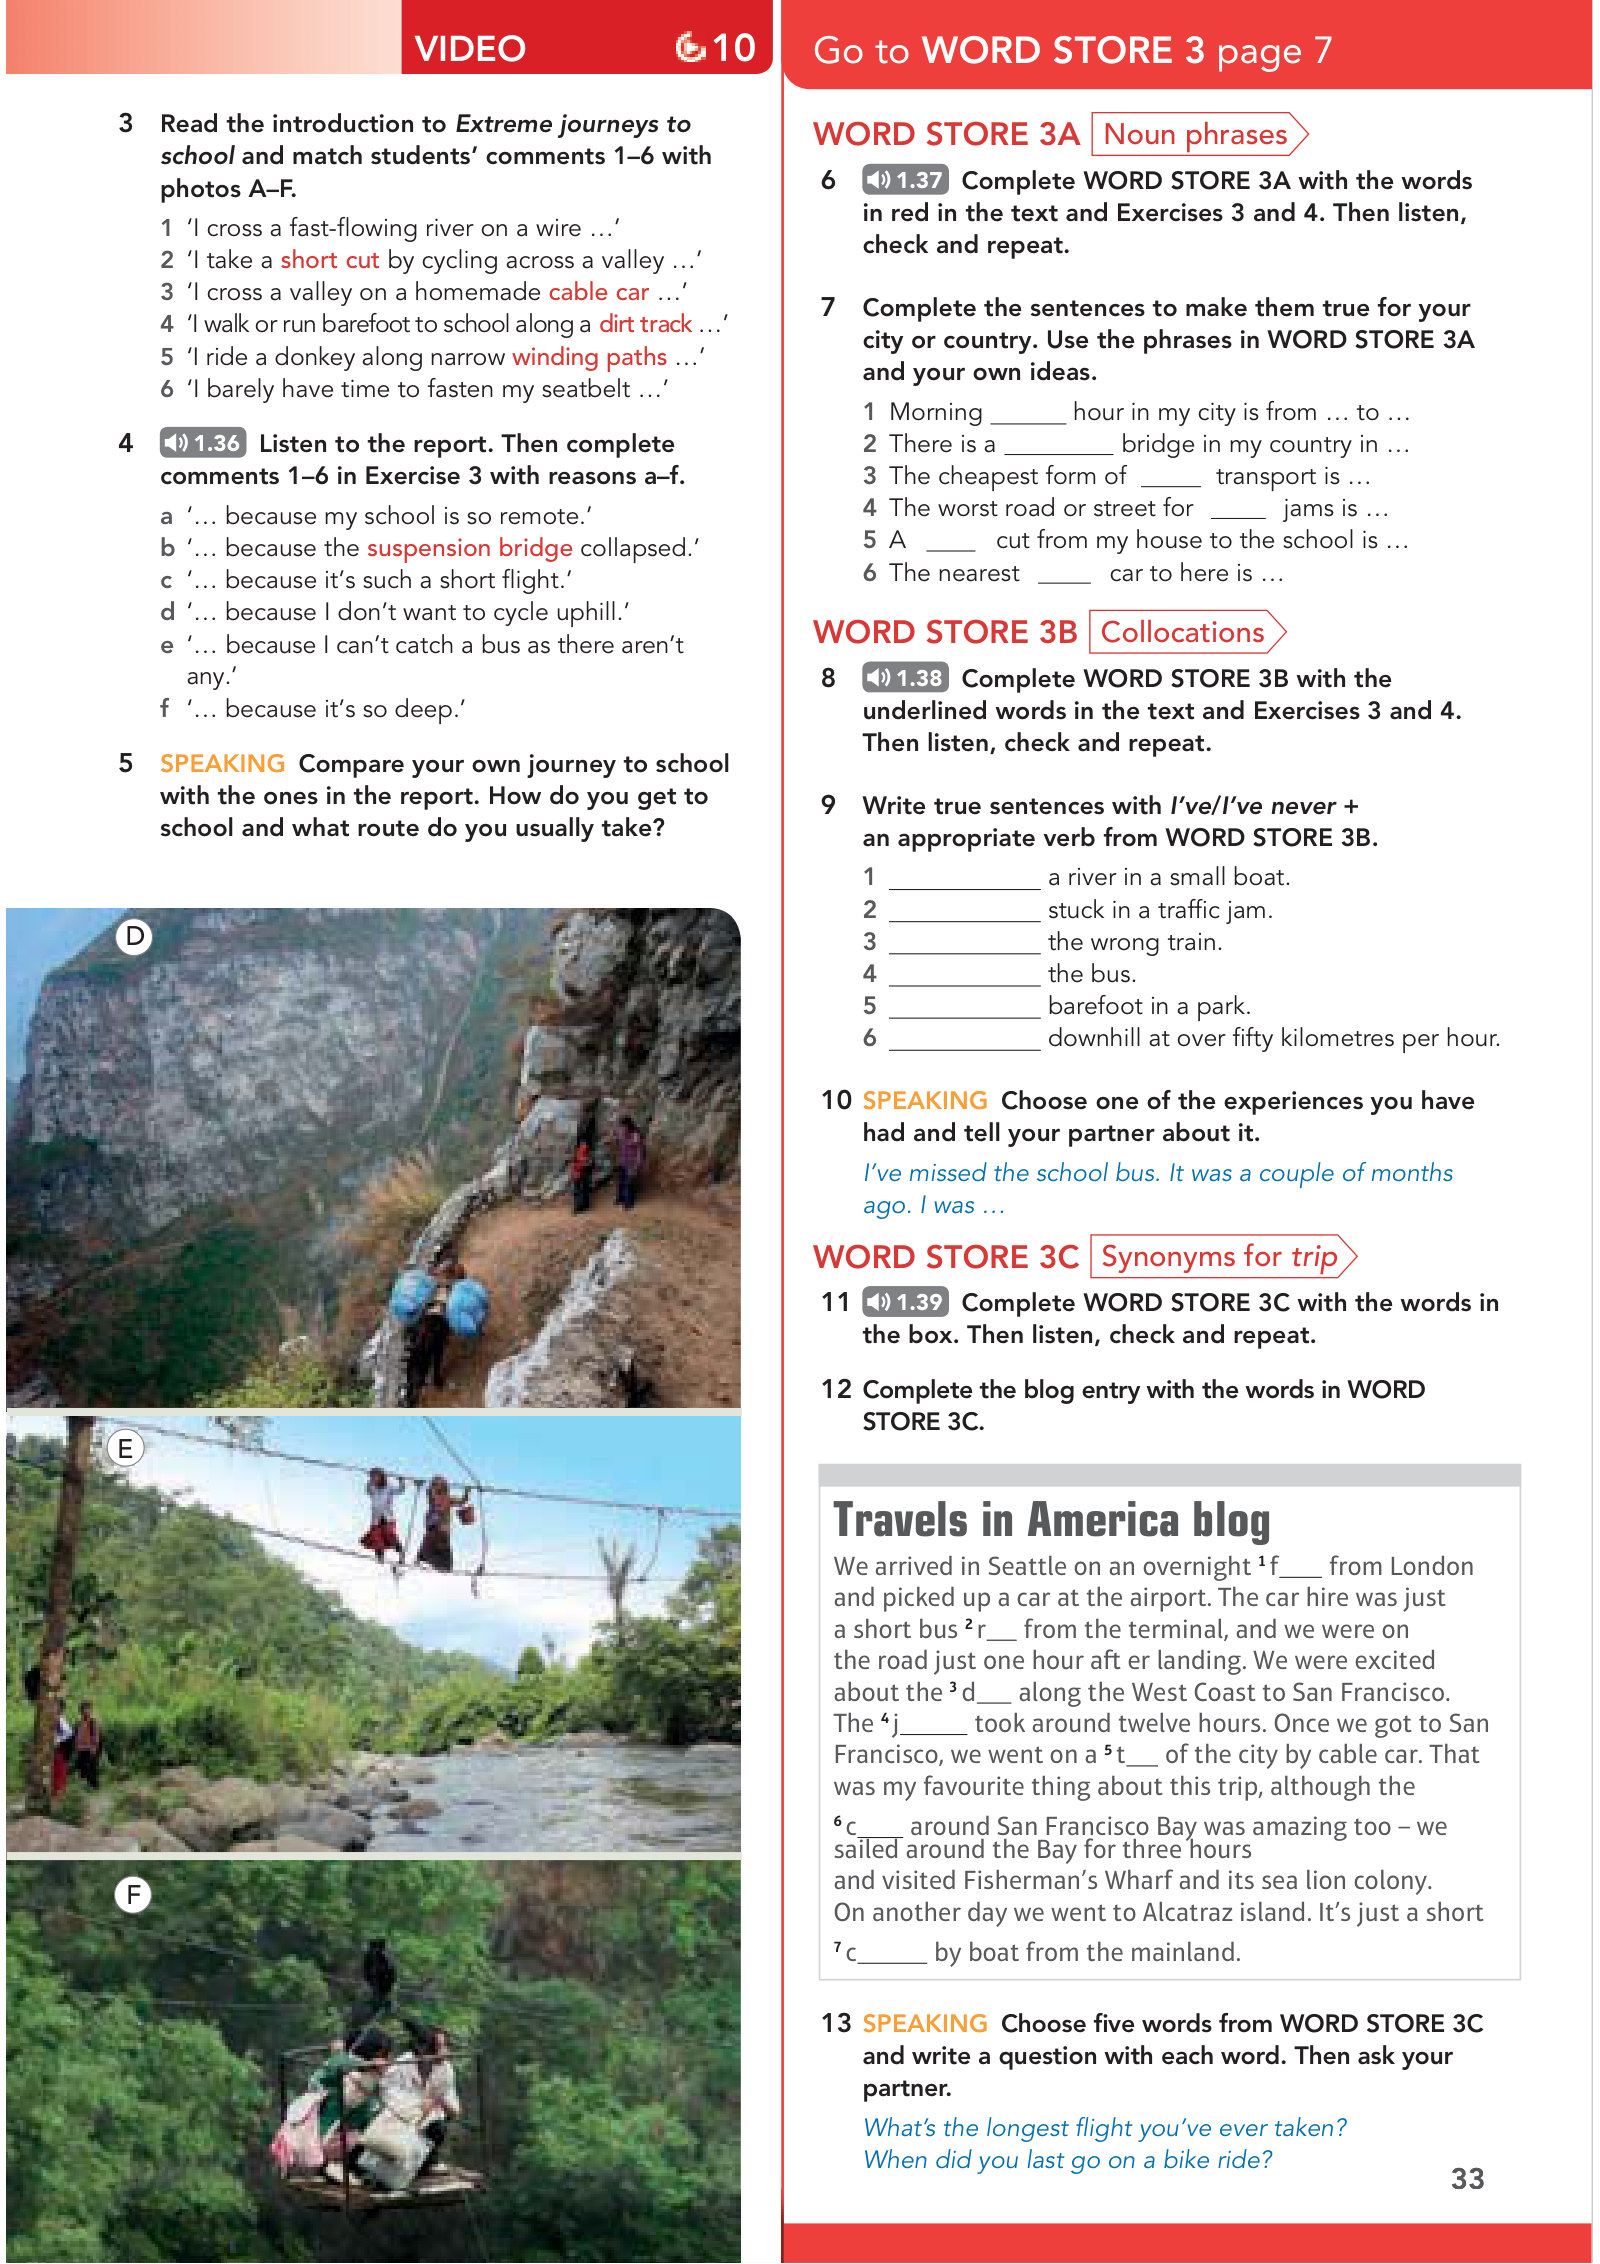 VIDEO 10
3 Read the introduction to Extreme journeys to
school and match students’ comments 1–6 with
photos A–F.
1 ‘I cross a fast-flowing river on a wire …’
2 ‘I take a short cut by cycling across a valley …’
3 ‘I cross a valley on a homemade cable car …’
4 ‘I walk or run barefoot to school along a dirt track …’
5 ‘I ride a donkey along narrow winding paths …’
6 ‘I barely have time to fasten my seatbelt …’
4 1.36 Listen to the report. Then complete
comments 1–6 in Exercise 3 with reasons a–f.
a ‘… because my school is so remote.’
b ‘… because the suspension bridge collapsed.’
c ‘… because it’s such a short flight.’
d ‘… because I don’t want to cycle uphill.’
e ‘… because I can’t catch a bus as there aren’t
any.’
f ‘… because it’s so deep.’
5 SPEAKING Compare your own journey to school
with the ones in the report. How do you get to
school and what route do you usually take?
D
E
F
Go to WORD STORE 3 page 7
WORD STORE 3A Noun phrases
6 1.37 Complete WORD STORE 3A with the words
in red in the text and Exercises 3 and 4. Then listen,
check and repeat.
7 Complete the sentences to make them true for your
city or country. Use the phrases in WORD STORE 3A
and your own ideas.
1 Morning ______ hour in my city is from … to …
2 There is a ________ bridge in my country in …
3 The cheapest form of ____ transport is …
4 The worst road or street for ____ jams is …
5 A ____ cut from my house to the school is …
6 The nearest ____ car to here is …
WORD STORE 3B Collocations
8 1.38 Complete WORD STORE 3B with the
underlined words in the text and Exercises 3 and 4.
Then listen, check and repeat.
9 Write true sentences with I’ve/I’ve never +
an appropriate verb from WORD STORE 3B.
1 ____________ a river in a small boat.
2 ____________ stuck in a traffic jam.
3 ____________ the wrong train.
4 ____________ the bus.
5 ____________ barefoot in a park.
6 ____________ downhill at over fifty kilometres per hour.
10 SPEAKING Choose one of the experiences you have
had and tell your partner about it.
I’ve missed the school bus. It was a couple of months
ago. I was …
WORD STORE 3C Synonyms for trip
11 1.39 Complete WORD STORE 3C with the words in
the box. Then listen, check and repeat.
12 Complete the blog entry with the words in WORD
STORE 3C.
Travels in America blog
We arrived in Seattle on an overnight 1 f____ from London
and picked up a car at the airport. The car hire was just
a short bus 2 r___ from the terminal, and we were on
the road just one hour aft er landing. We were excited
about the 3 d___ along the West Coast to San Francisco.
The 4 j______ took around twelve hours. Once we got to San
Francisco, we went on a 5 t___ of the city by cable car. That
was my favourite thing about this trip, although the
6 c____ around San Francisco Bay was amazing too – we
sailed around the Bay for three hours
and visited Fisherman’s Wharf and its sea lion colony.
On another day we went to Alcatraz island. It’s just a short
7 c______ by boat from the mainland.
13 SPEAKING Choose five words from WORD STORE 3C
and write a question with each word. Then ask your
partner.
What’s the longest flight you’ve ever taken?
When did you last go on a bike ride?
33